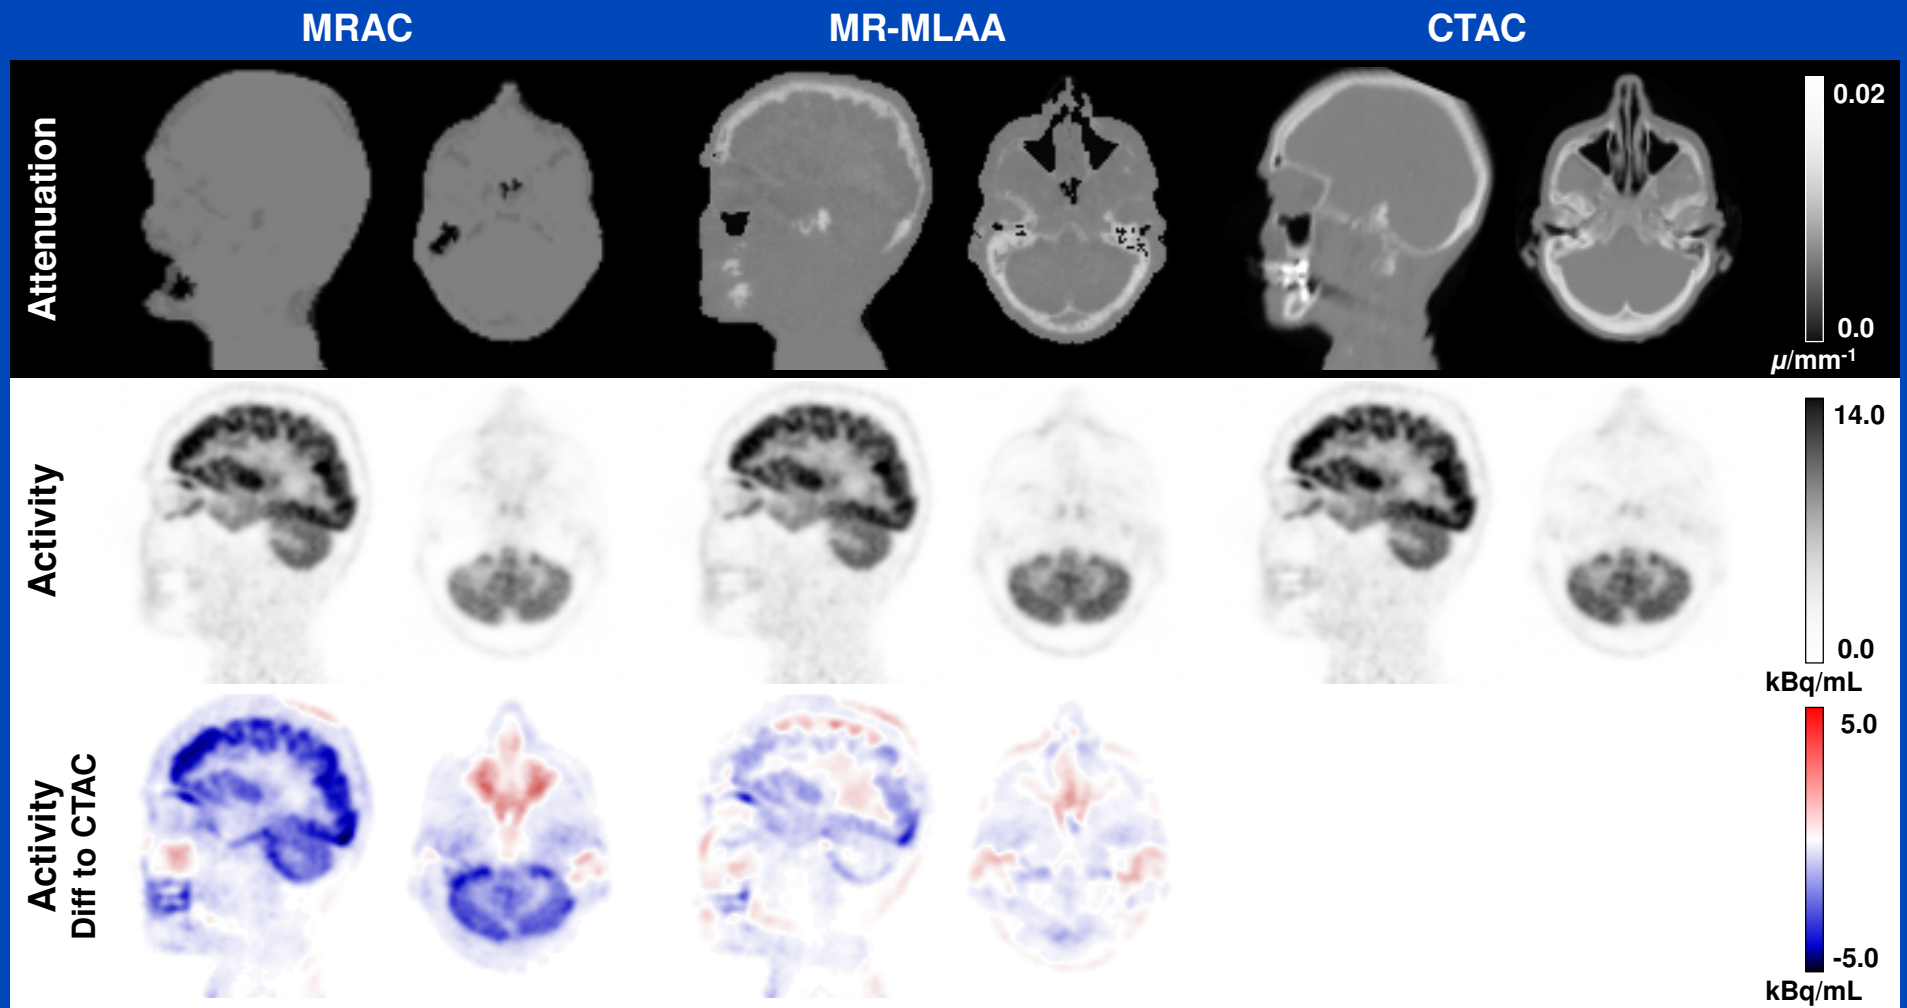 MRAC
MR-MLAA
CTAC
Attenuation
0.02
0.0
μ/mm-1
Activity
14.0
0.0
kBq/mL
Activity
Diff to CTAC
5.0
-5.0
kBq/mL